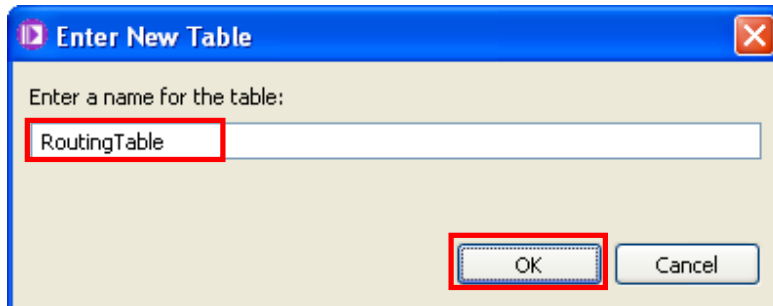 Enter New Table
Enter a name for the table:
RoutingTable
OK Cancel